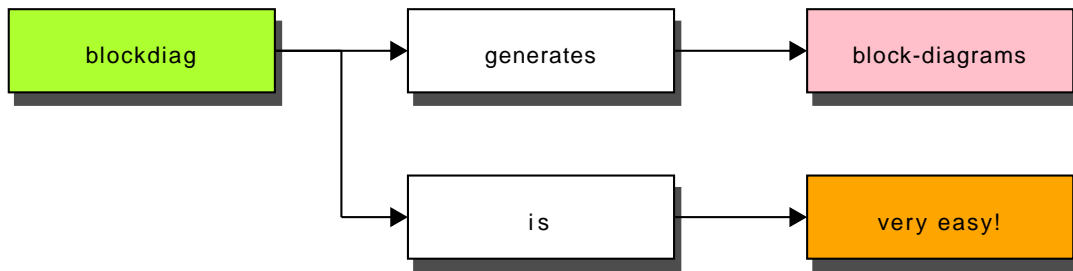 blockdiag
generates
block-diagrams
is
very easy!